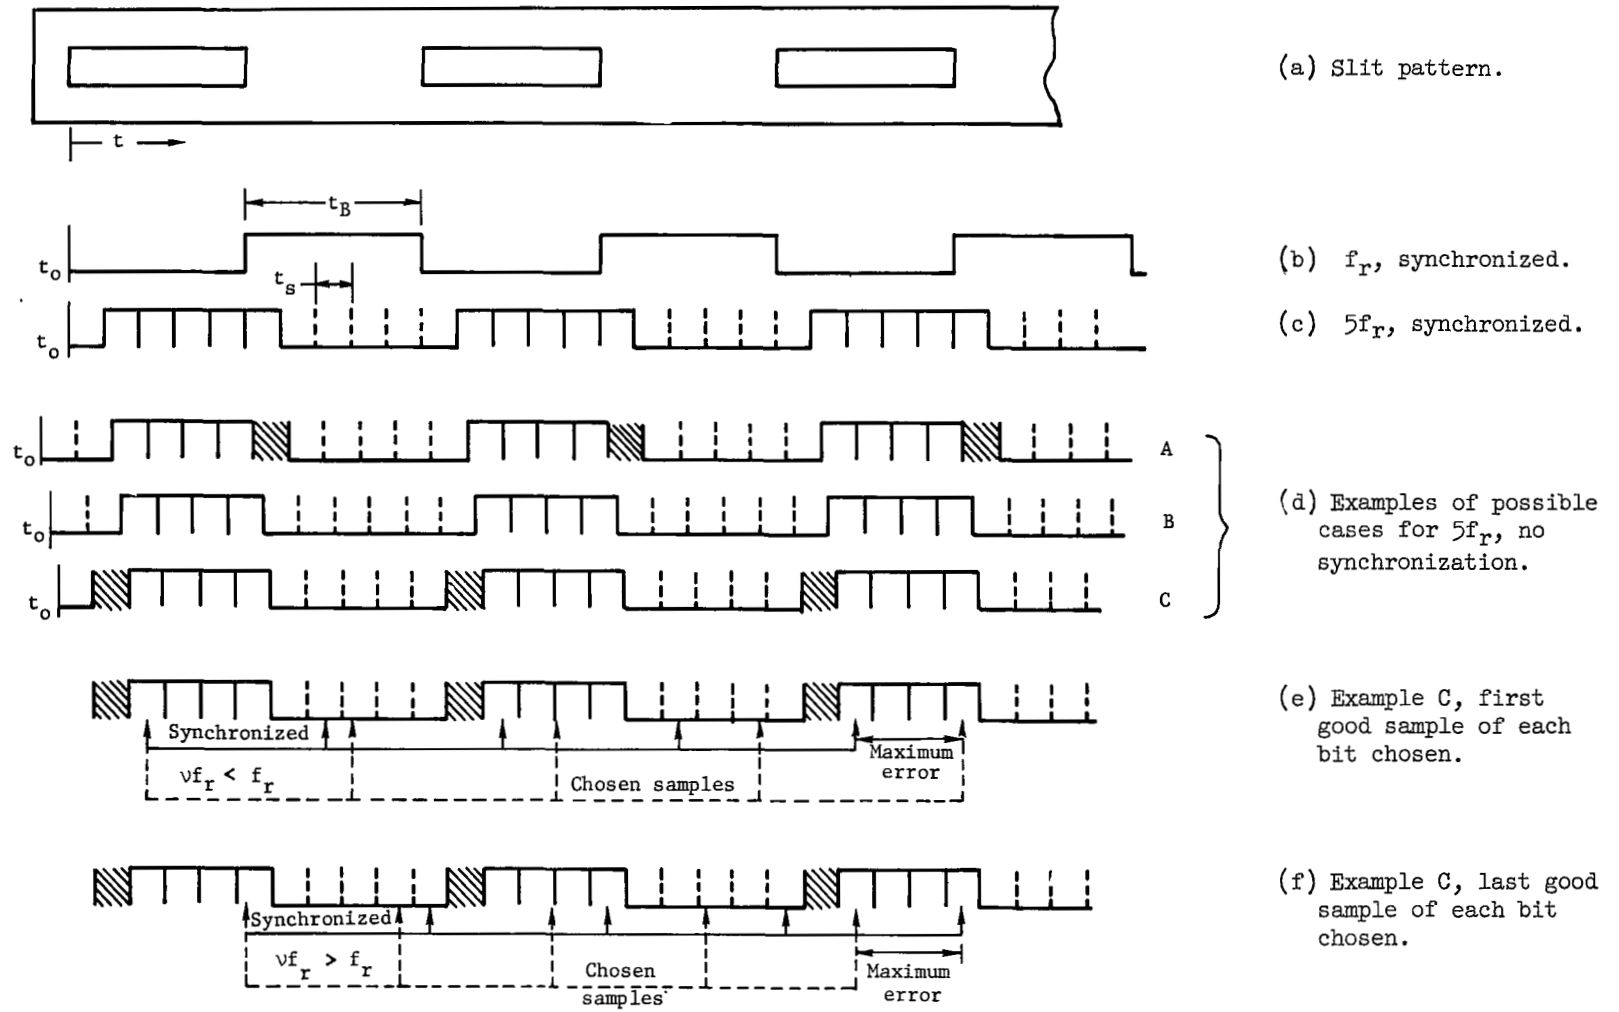 (a) Slit pattern.
t
t_B
t_o
(b) f_r, synchronized.
t_s
t_o
(c) 5f_r, synchronized.
t_o
A
t_o
B
t_o
C
(d) Examples of possible
cases for 5f_r, no
synchronization.
Synchronized
νf_r < f_r
Chosen samples
Maximum
error
(e) Example C, first
good sample of each
bit chosen.
Synchronized
νf_r > f_r
Chosen
samples
Maximum
error
(f) Example C, last good
sample of each bit
chosen.